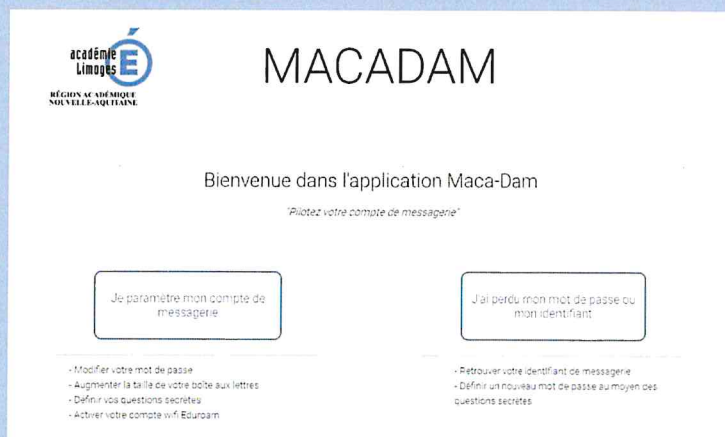 académie
Limoges
É
RÉGION ACADÉMIQUE
NOUVELLE-AQUITAINE
MACADAM
Bienvenue dans l'application Maca-Dam
"Pilotez votre compte de messagerie"
Je paramètre mon compte de
messagerie
- Modifier votre mot de passe
- Augmenter la taille de votre boîte aux lettres
- Définir vos questions secrètes
- Activer votre compte wifi Eduroam
J'ai perdu mon mot de passe ou
mon identifiant
- Retrouver votre identifiant de messagerie
- Définir un nouveau mot de passe au moyen des
questions secrètes